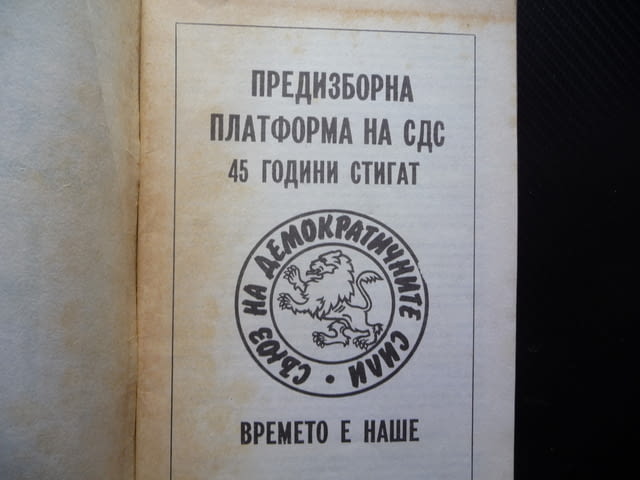 ПРЕДИЗБОРНА
ПЛАТФОРМА НА СДС
45 ГОДИНИ СТИГАТ
СЪЮЗ НА ДЕМОКРАТИЧНИТЕ СИЛИ •
ВРЕМЕТО Е НАШЕ